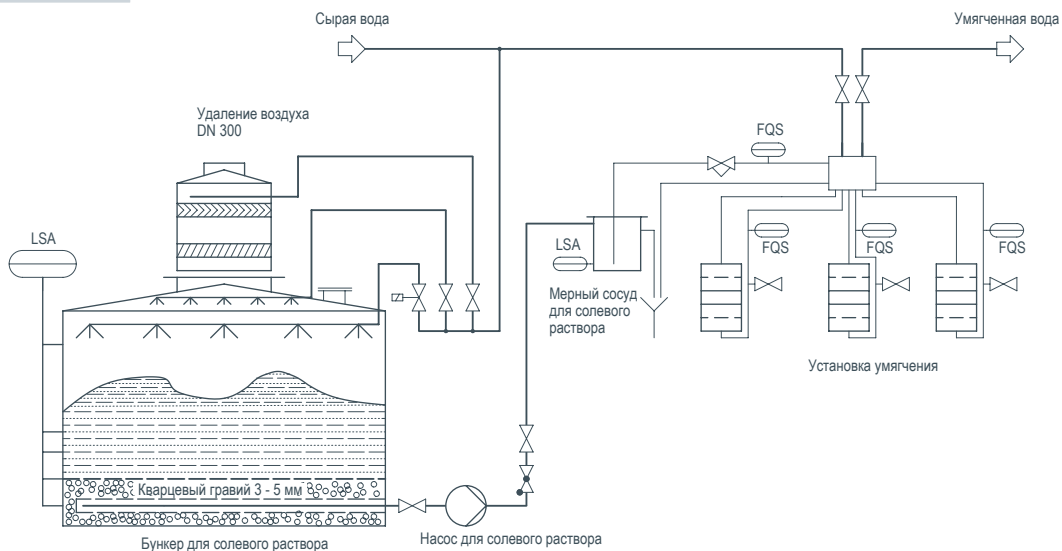 Сырая вода
Умягченная вода
Удаление воздуха
DN 300
FQS
LSA
LSA
FQS
FQS
FQS
Мерный сосуд
для солевого
раствора
Установка умягчения
Кварцевый гравий 3 - 5 мм
Насос для солевого раствора
Бункер для солевого раствора